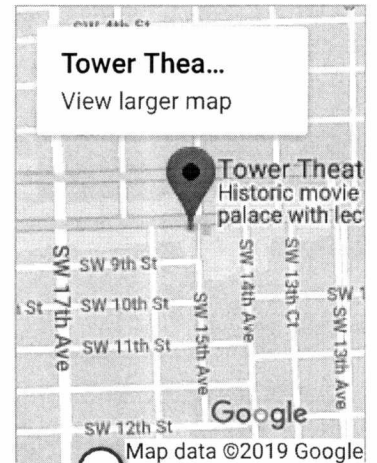 SW 4th St
Tower Thea...
View larger map
Tower Theat
Historic movie
palace with lec
SW 17th Ave
SW 9th St
SW 14th Ave
SW 13th Ct
SW 1
St
SW 10th St
SW 15th Ave
SW 13th Ave
SW 11th St
Google
SW 12th St
Map data ©2019 Google